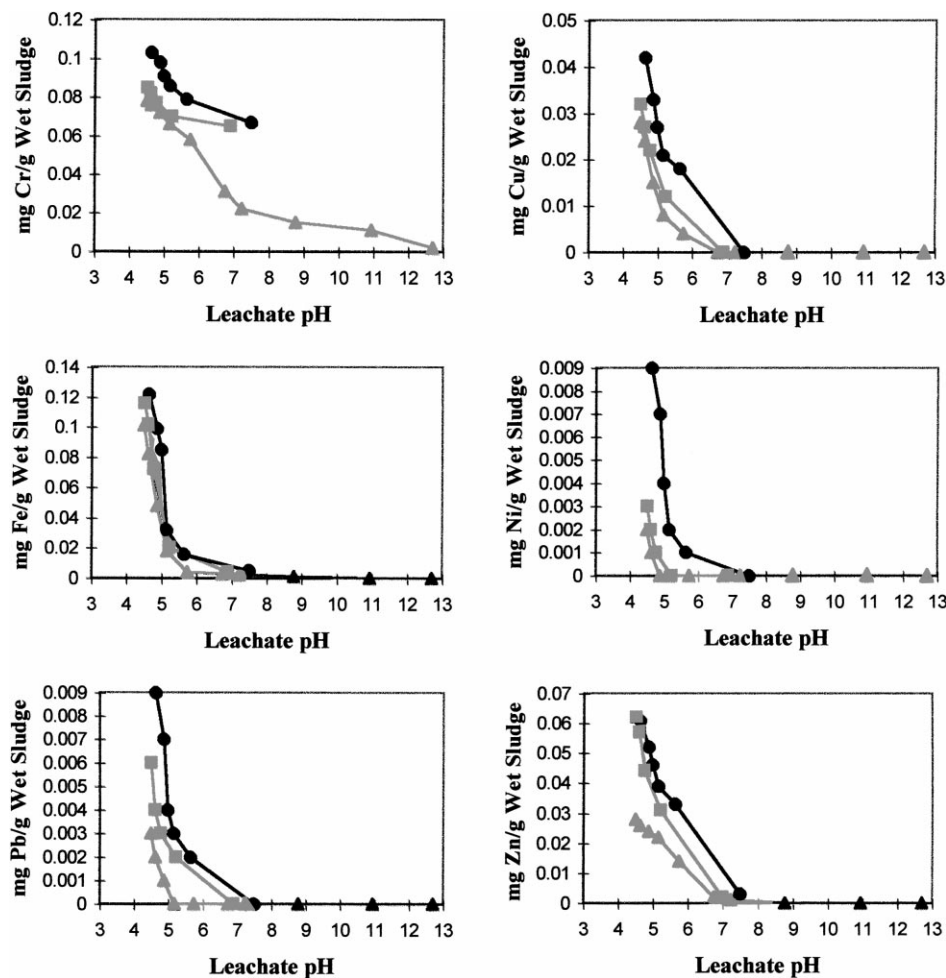 mg Cr/g Wet Sludge
0.12
0.1
0.08
0.06
0.04
0.02
0
3 4 5 6 7 8 9 10 11 12 13
Leachate pH
mg Cu/g Wet Sludge
0.05
0.04
0.03
0.02
0.01
0
3 4 5 6 7 8 9 10 11 12 13
Leachate pH
mg Fe/g Wet Sludge
0.14
0.12
0.1
0.08
0.06
0.04
0.02
0
3 4 5 6 7 8 9 10 11 12 13
Leachate pH
mg Ni/g Wet Sludge
0.009
0.008
0.007
0.006
0.005
0.004
0.003
0.002
0.001
0
3 4 5 6 7 8 9 10 11 12 13
Leachate pH
mg Pb/g Wet Sludge
0.009
0.008
0.007
0.006
0.005
0.004
0.003
0.002
0.001
0
3 4 5 6 7 8 9 10 11 12 13
Leachate pH
mg Zn/g Wet Sludge
0.07
0.06
0.05
0.04
0.03
0.02
0.01
0
3 4 5 6 7 8 9 10 11 12 13
Leachate pH